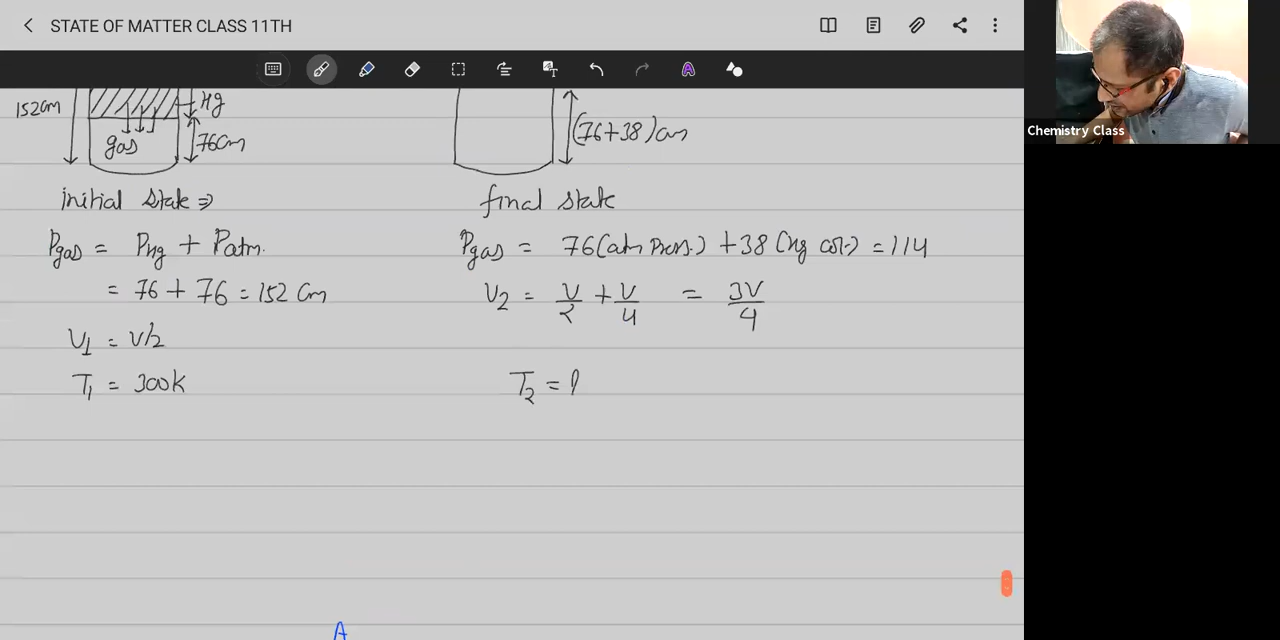 STATE OF MATTER CLASS 11TH
Chemistry Class
152cm
Hg
gas
76cm
(76+38)cm
initial state ⇒
final state
Pgas = PHg + Patm.
= 76 + 76 = 152 cm
V1 = V/2
T1 = 300K
Pgas = 76(atm Press.) + 38 (Hg col.) = 114
V2 = V/2 + V/4 = 3V/4
T2 =
A